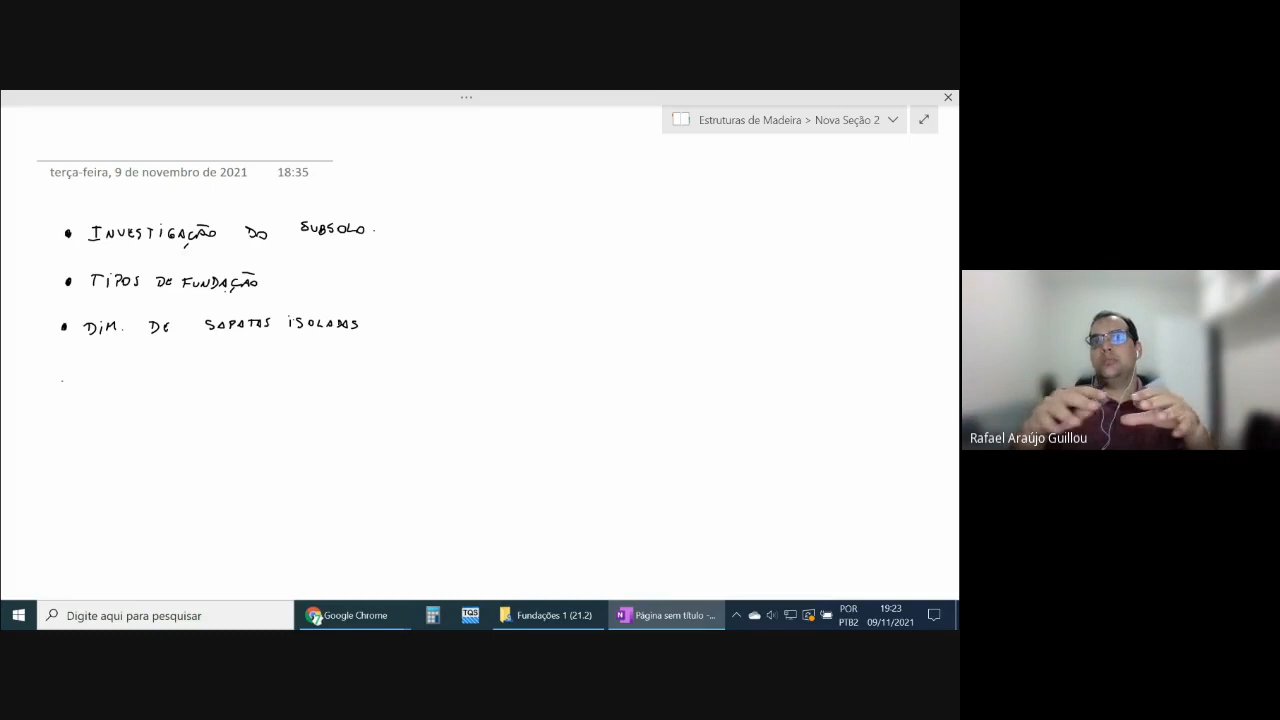 Estruturas de Madeira > Nova Seção 2
terça-feira, 9 de novembro de 2021 18:35
• INVESTIGAÇÃO DO SUBSOLO.
• TIPOS DE FUNDAÇÃO
• DIM. DE SAPATAS ISOLADAS
Rafael Araújo Guillou
Digite aqui para pesquisar
Google Chrome
TQS
Fundações 1 (21.2)
Página sem título -...
POR
PTB2
19:23
09/11/2021